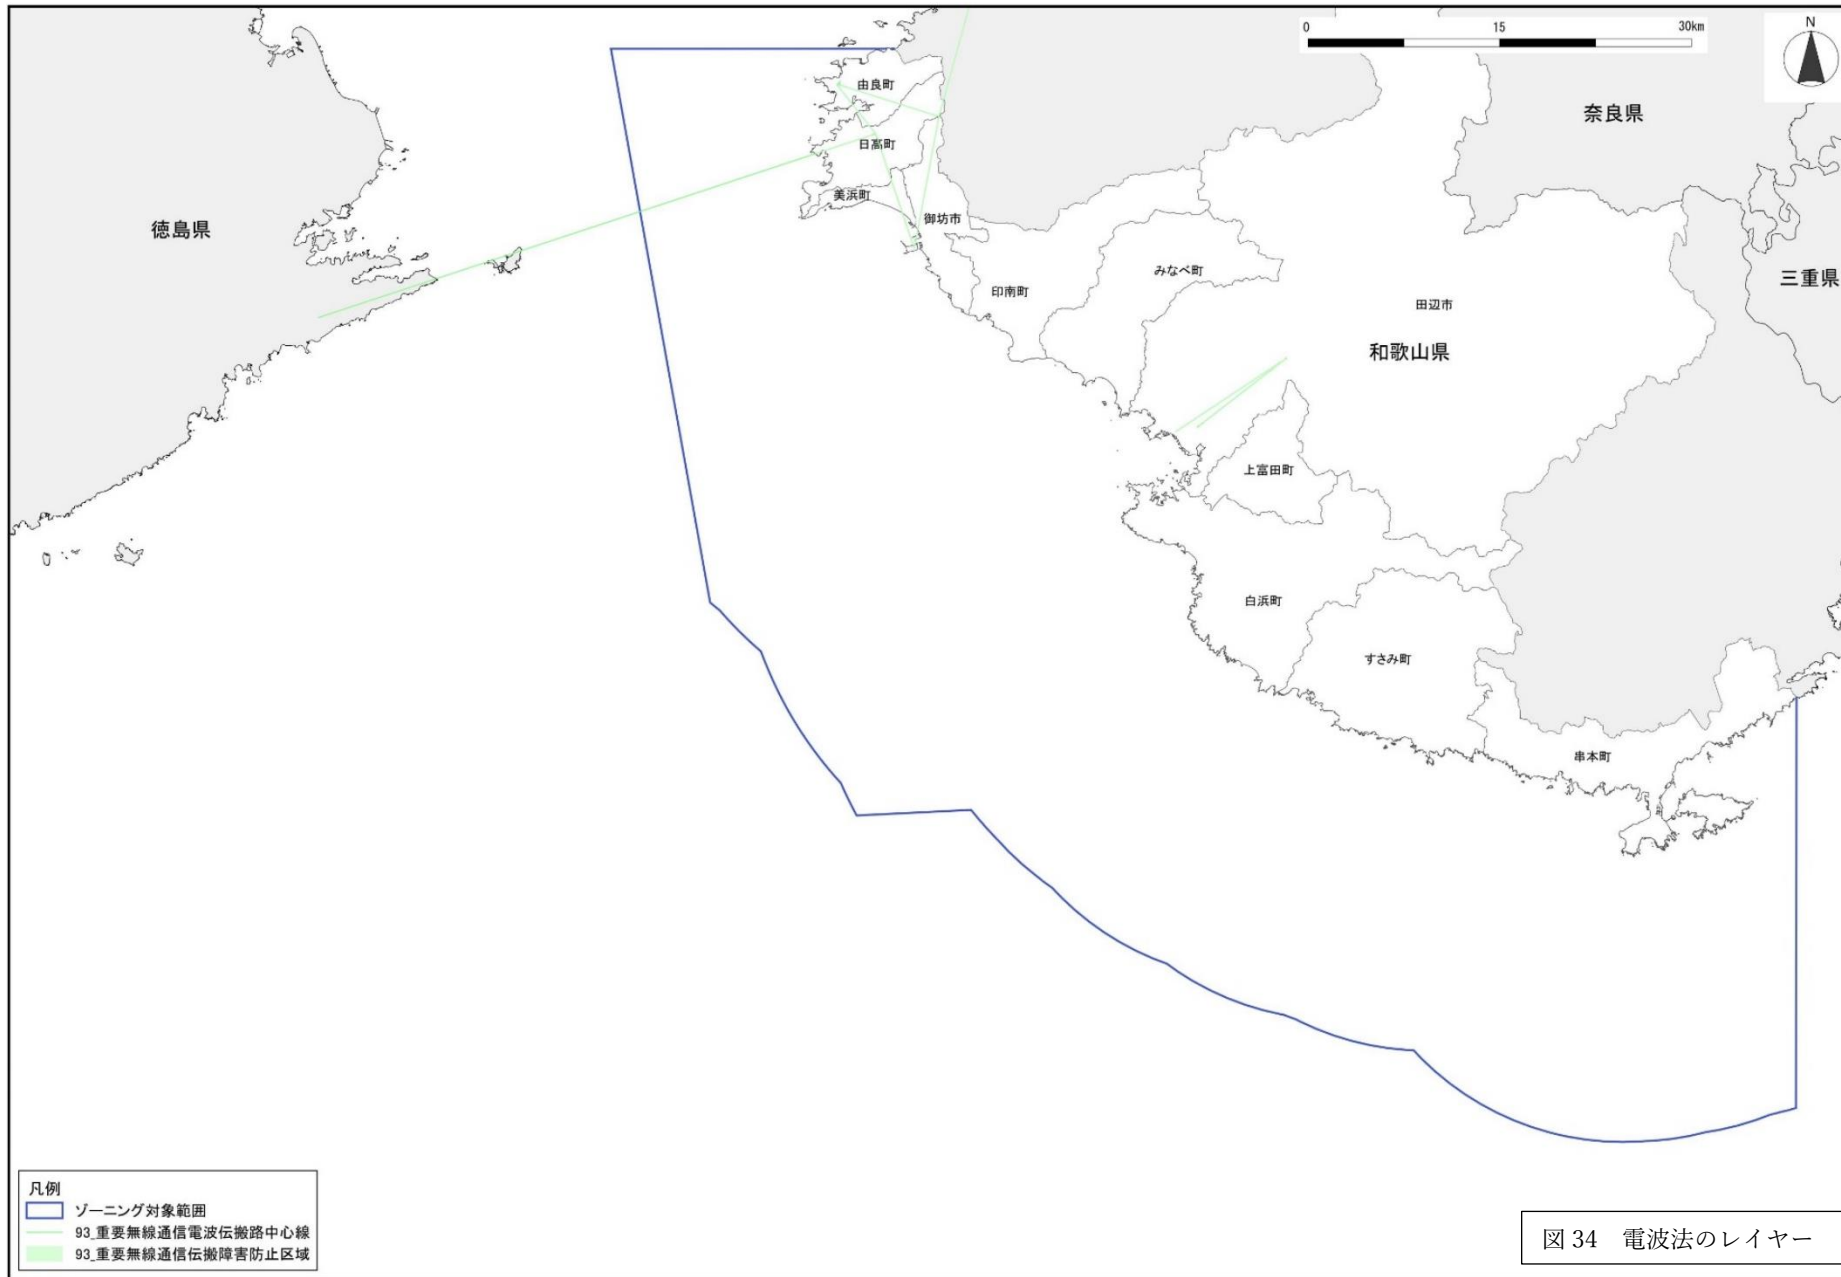 0 15 30km
N
由良町
奈良県
日高町
美浜町
御坊市
徳島県
みなべ町
三重県
印南町
田辺市
和歌山県
上富田町
白浜町
すさみ町
串本町
凡例
ゾーニング対象範囲
93_重要無線通信電波伝搬路中心線
93_重要無線通信伝搬障害防止区域
図 34 電波法のレイヤー